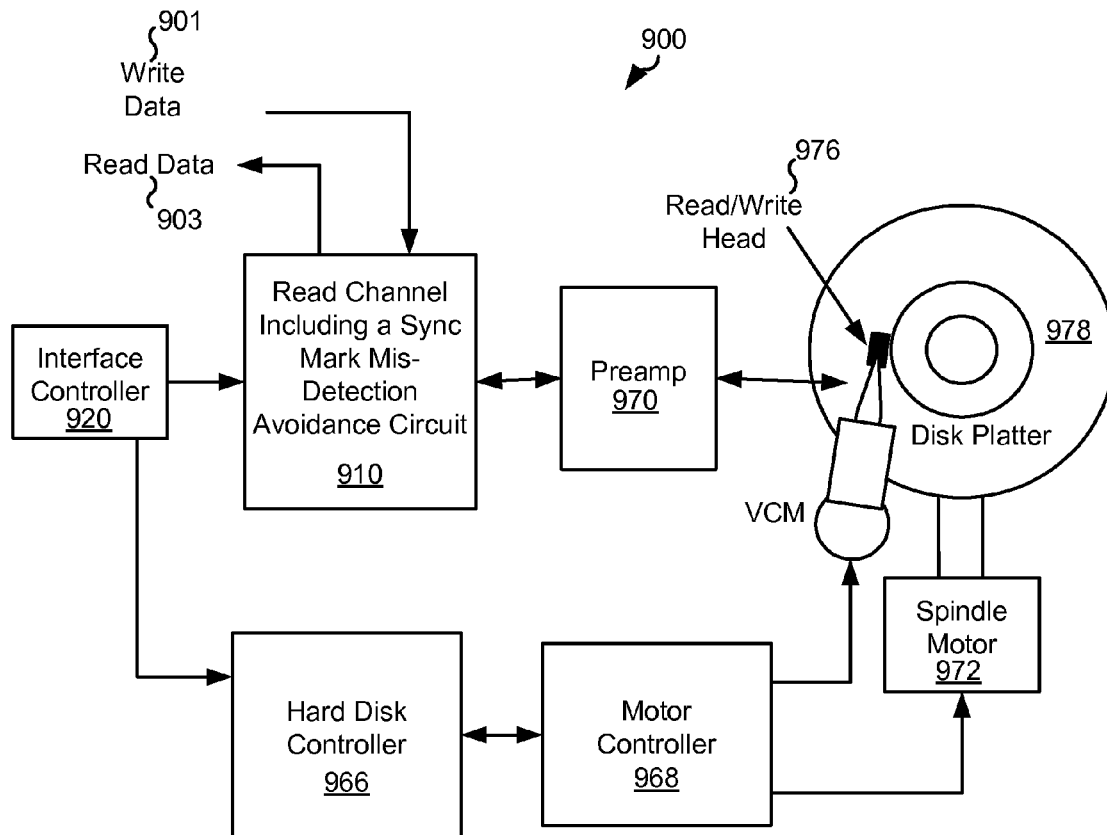 901
Write
Data
900
Read Data
903
976
Read/Write
Head
Read Channel
Including a Sync
Mark Mis-
Detection
Avoidance Circuit
910
Interface
Controller
920
Preamp
970
978
Disk Platter
VCM
Spindle
Motor
972
Hard Disk
Controller
966
Motor
Controller
968